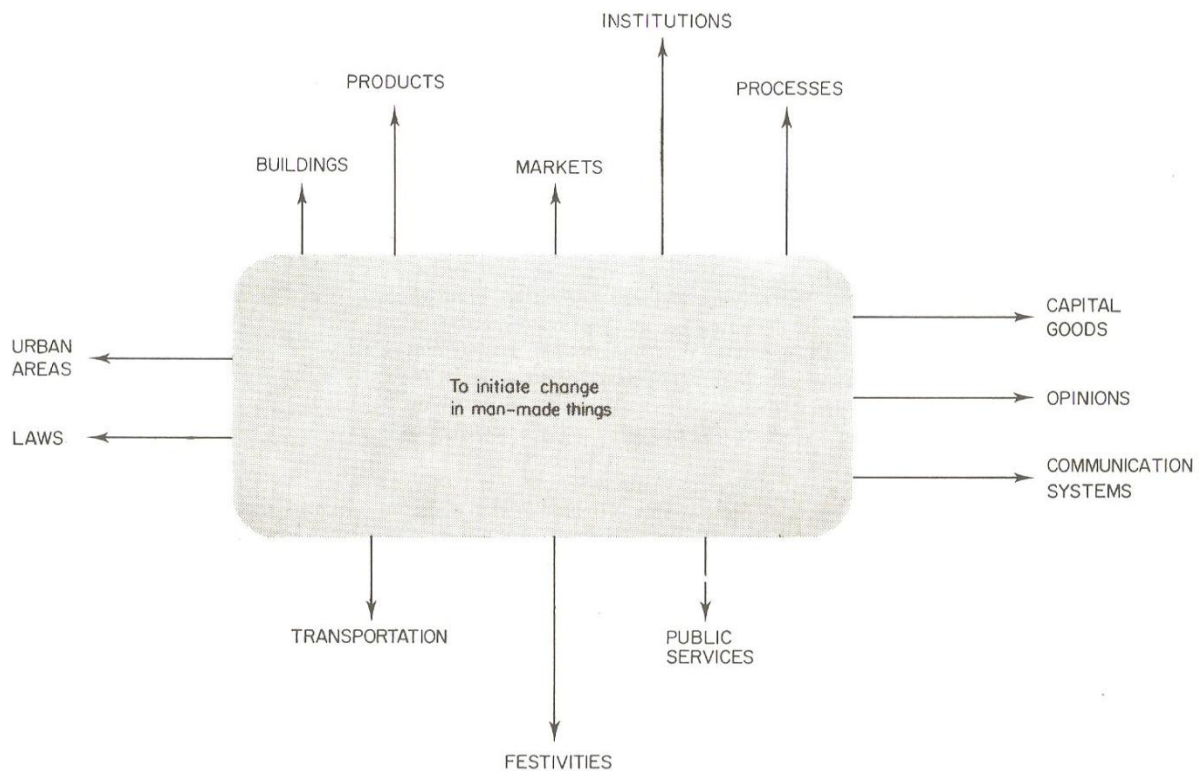 INSTITUTIONS
PRODUCTS
PROCESSES
BUILDINGS
MARKETS
CAPITAL
GOODS
URBAN
AREAS
To initiate change
in man-made things
OPINIONS
LAWS
COMMUNICATION
SYSTEMS
TRANSPORTATION
PUBLIC
SERVICES
FESTIVITIES